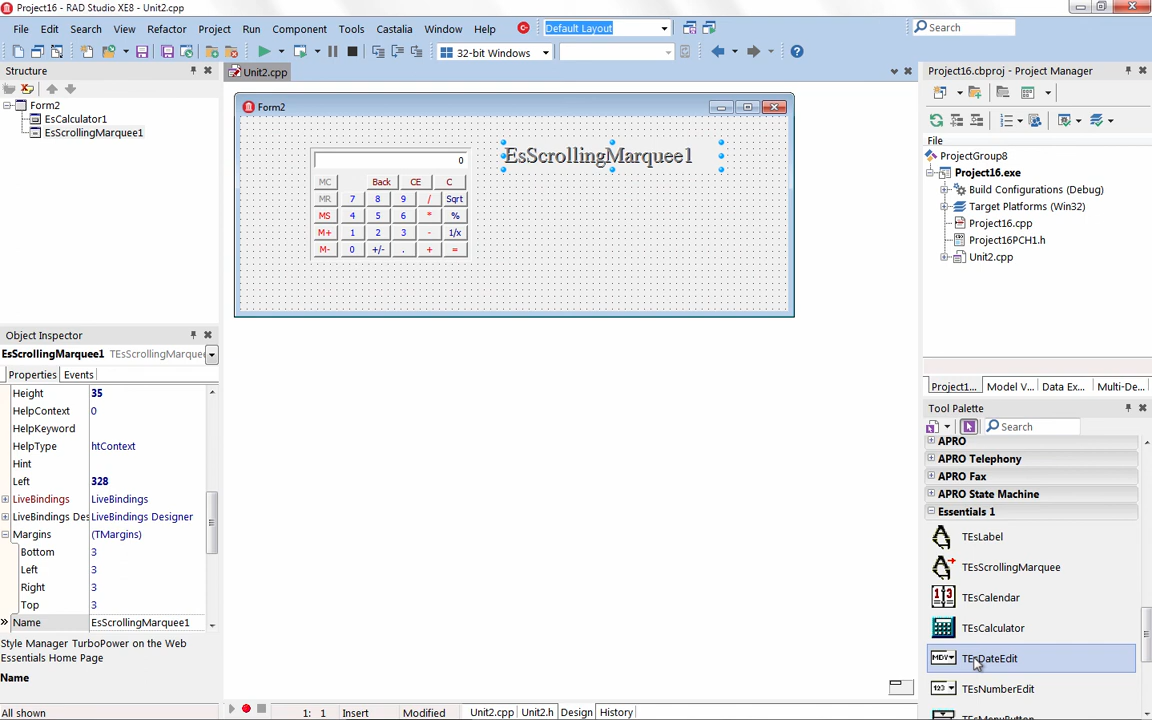 Project16 - RAD Studio XE8 - Unit2.cpp
File Edit Search View Refactor Project Run Component Tools Castalia Window Help
Default Layout
Search
32-bit Windows
Structure
Form2
EsCalculator1
EsScrollingMarquee1
Unit2.cpp
Form2
0
MC Back CE C
MR 7 8 9 / Sqrt
MS 4 5 6 * %
M+ 1 2 3 - 1/x
M- 0 +/- . + =
EsScrollingMarquee1
Project16.cbproj - Project Manager
File
ProjectGroup8
Project16.exe
Build Configurations (Debug)
Target Platforms (Win32)
Project16.cpp
Project16PCH1.h
Unit2.cpp
Project1... Model V... Data Ex... Multi-De...
Object Inspector
EsScrollingMarquee1 TEsScrollingMarquee
Properties Events
Height 35
HelpContext 0
HelpKeyword
HelpType htContext
Hint
Left 328
LiveBindings LiveBindings
LiveBindings Des LiveBindings Designer
Margins (TMargins)
Bottom 3
Left 3
Right 3
Top 3
Name EsScrollingMarquee1
Style Manager TurboPower on the Web
Essentials Home Page
Name
All shown
Tool Palette
Search
APRO
APRO Telephony
APRO Fax
APRO State Machine
Essentials 1
TEsLabel
TEsScrollingMarquee
TEsCalendar
TEsCalculator
TEsDateEdit
TEsNumberEdit
TEsMenuButton
1: 1 Insert Modified Unit2.cpp Unit2.h Design History